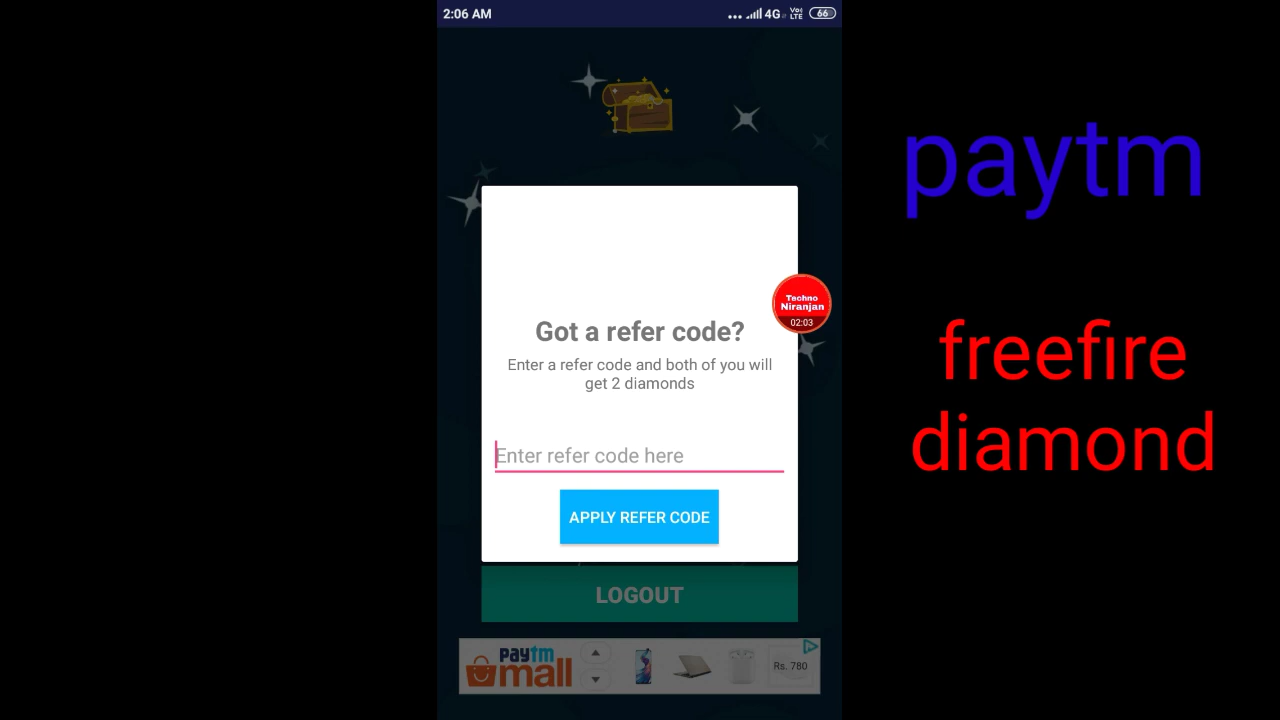 2:06 AM
4G
Vo) LTE
66
Techno
Niranjan
02:03
Got a refer code?
Enter a refer code and both of you will
get 2 diamonds
Enter refer code here
APPLY REFER CODE
LOGOUT
paytm
mall
Rs. 780
paytm
freefire
diamond